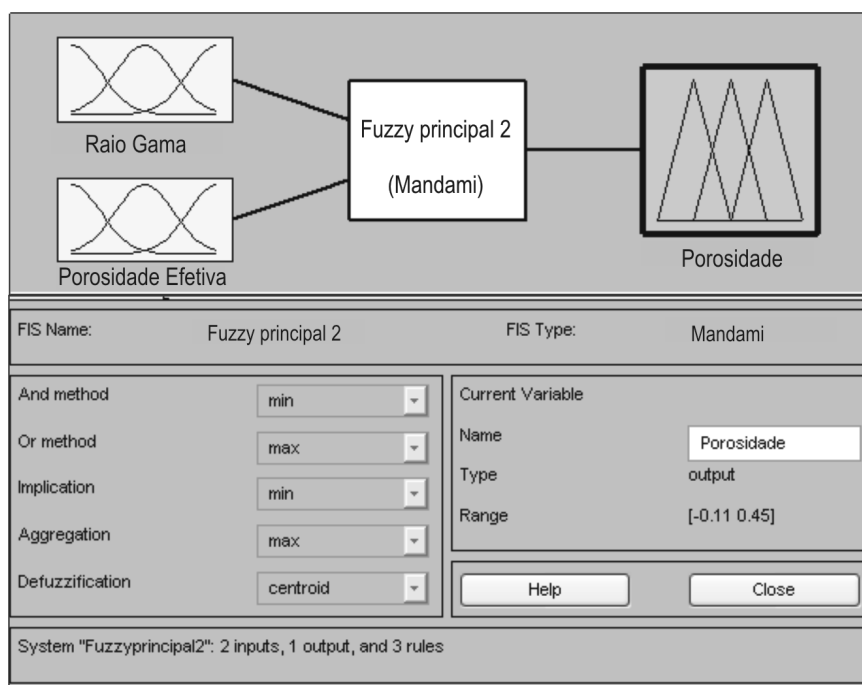 Raio Gama
Porosidade Efetiva
Fuzzy principal 2
(Mandami)
Porosidade
FIS Name: Fuzzy principal 2 FIS Type: Mandami
And method min
Or method max
Implication min
Aggregation max
Defuzzification centroid
Current Variable
Name Porosidade
Type output
Range [-0.11 0.45]
Help Close
System "Fuzzyprincipal2": 2 inputs, 1 output, and 3 rules